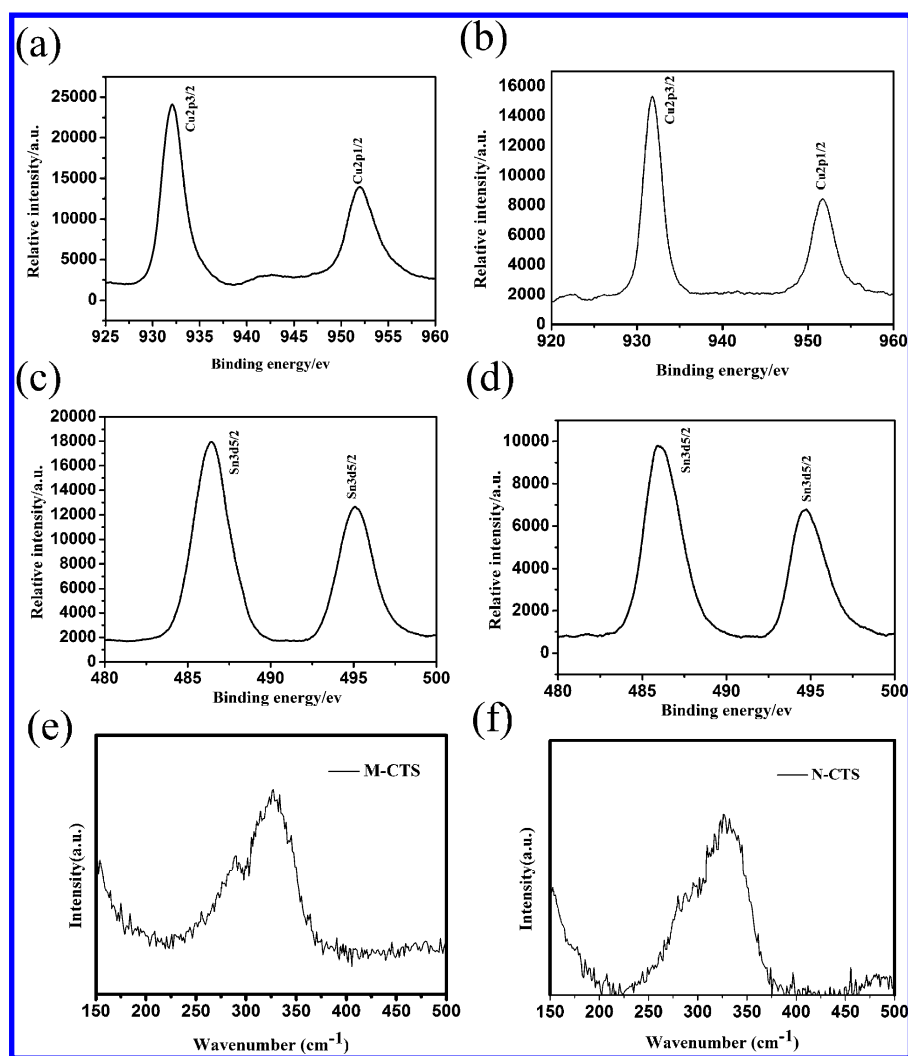 (a)
Relative intensity/a.u.
25000
20000
15000
10000
5000
0
Cu2p3/2
Cu2p1/2
925 930 935 940 945 950 955 960
Binding energy/ev
(b)
Relative intensity/a.u.
16000
14000
12000
10000
8000
6000
4000
2000
0
Cu2p3/2
Cu2p1/2
920 930 940 950 960
Binding energy/ev
(c)
Relative intensity/a.u.
20000
18000
16000
14000
12000
10000
8000
6000
4000
2000
0
Sn3d5/2
Sn3d5/2
480 485 490 495 500
Binding energy/ev
(d)
Relative intensity/a.u.
10000
8000
6000
4000
2000
0
Sn3d5/2
Sn3d5/2
480 485 490 495 500
Binding energy/ev
(e)
Intensity(a.u.)
M-CTS
150 200 250 300 350 400 450 500
Wavenumber (cm⁻¹)
(f)
Intensity(a.u.)
N-CTS
150 200 250 300 350 400 450 500
Wavenumber (cm⁻¹)